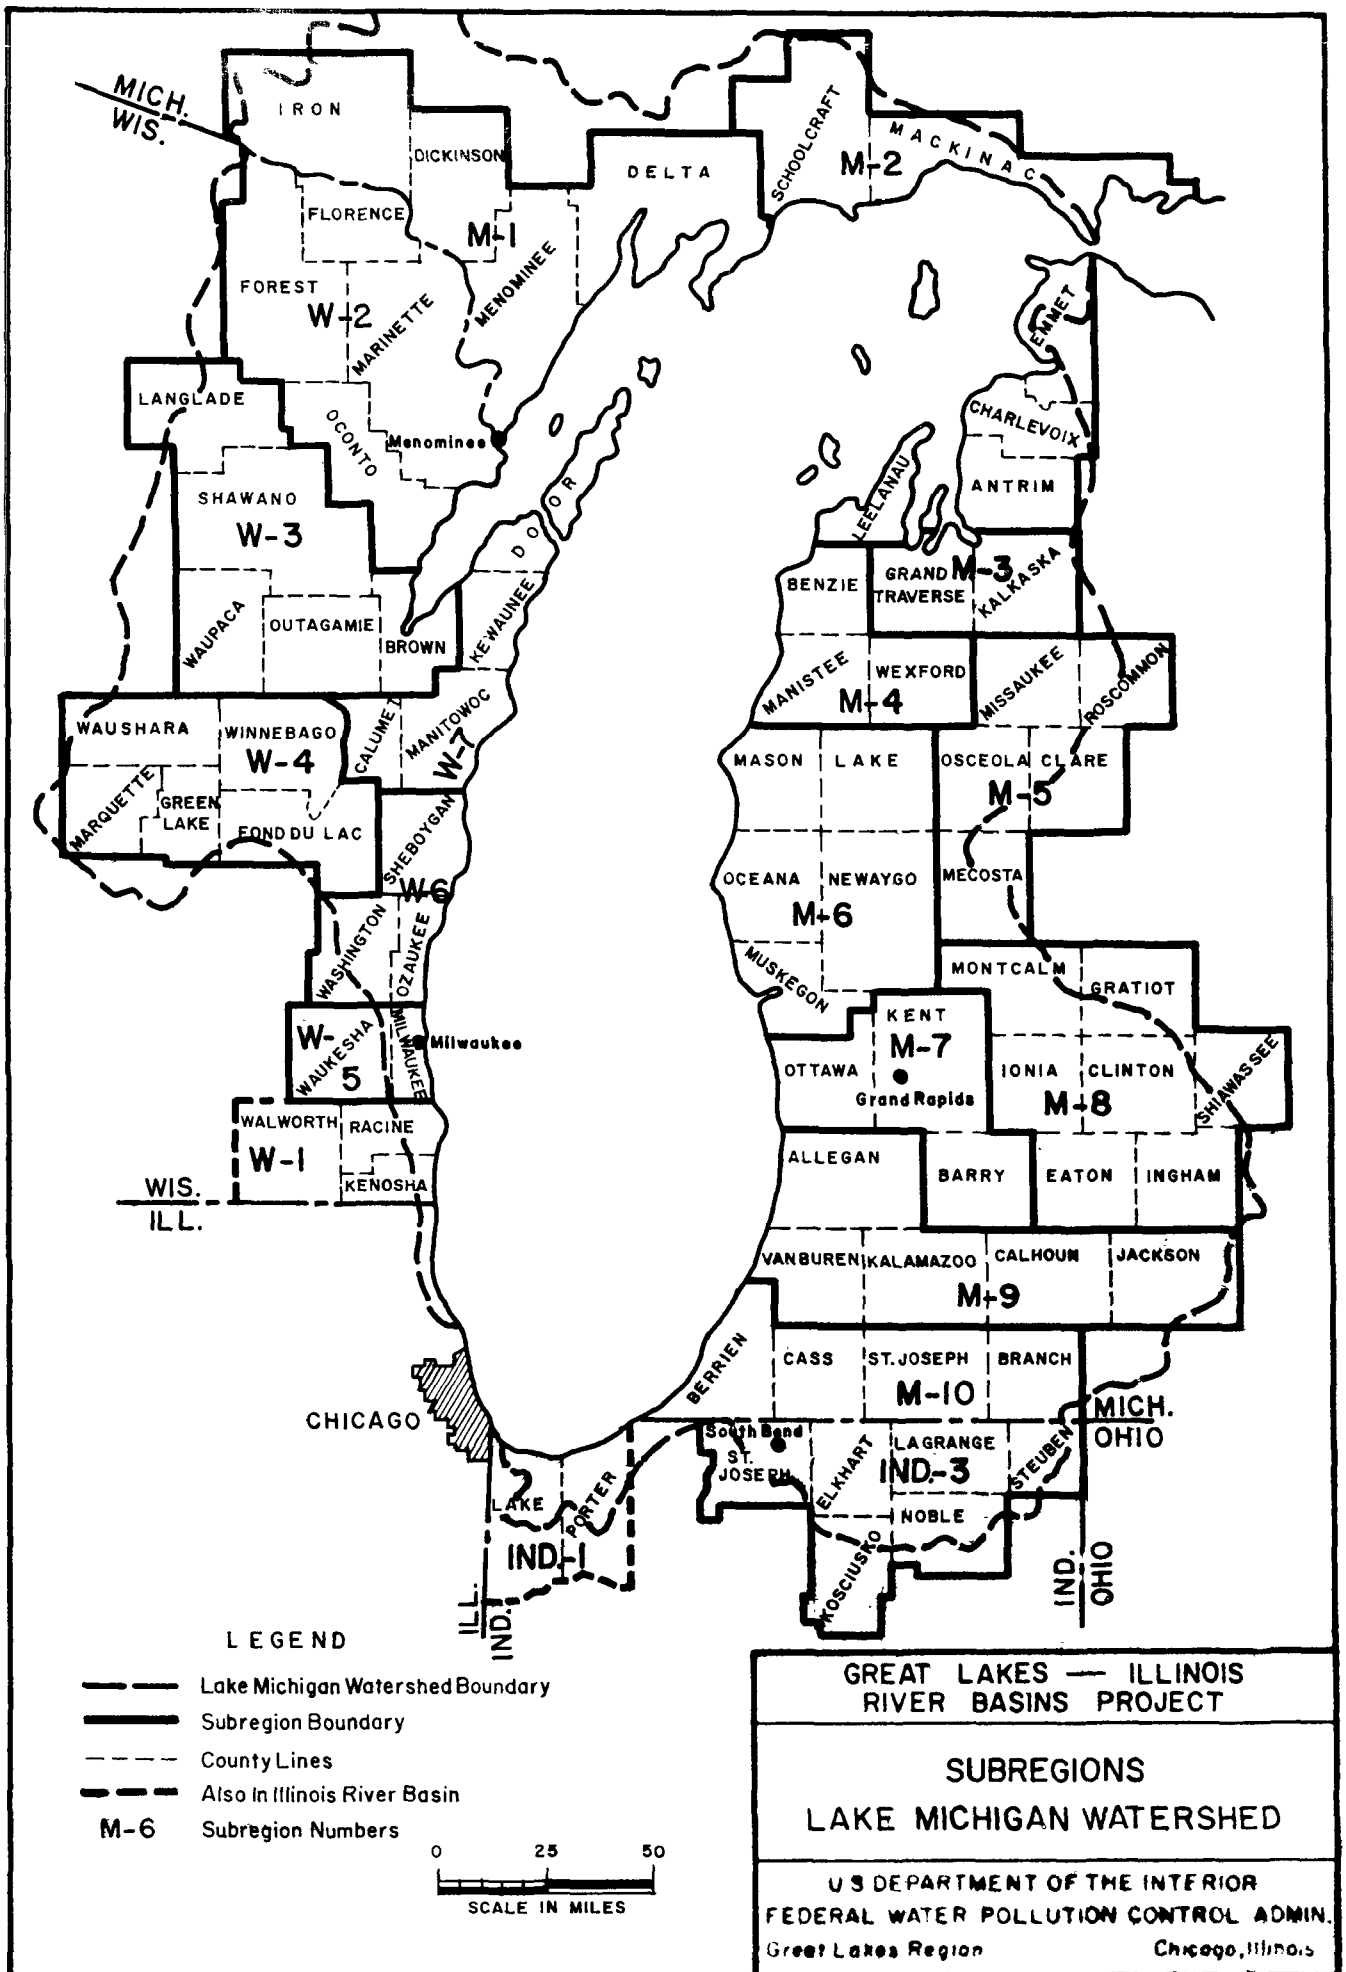 MICH.
WIS.
IRON
DICKINSON
DELTA
SCHOOLCRAFT
MACKINAC
M-2
FLORENCE
M-1
MENOMINEE
FOREST
W-2
MARINETTE
EMMET
LANGLADE
OCONTO
Menominee
CHARLEVOIX
SHAWANO
W-3
DOOR
LEELANAU
ANTRIM
BENZIE
GRAND
TRAVERSE
M-3
KALKASKA
WAUPACA
OUTAGAMIE
BROWN
KEWAUNEE
MANISTEE
WEXFORD
M-4
MISSAUKEE
ROSCOMMON
WAUSHARA
WINNEBAGO
W-4
CALUMET
MANITOWOC
W-7
MASON
LAKE
OSCEOLA
CLARE
M-5
MARQUETTE
GREEN
LAKE
FOND DU LAC
SHEBOYGAN
W-6
OCEANA
NEWAYGO
MECOSTA
M-6
WASHINGTON
OZAUKEE
MUSKEGON
MONTCALM
GRATIOT
W-
5
WAUKESHA
MILWAUKEE
Milwaukee
OTTAWA
KENT
M-7
Grand Rapids
IONIA
CLINTON
M-8
SHIAWASSEE
WALWORTH
RACINE
W-1
KENOSHA
WIS.
ILL.
ALLEGAN
BARRY
EATON
INGHAM
VAN BUREN
KALAMAZOO
CALHOUN
JACKSON
M-9
BERRIEN
CASS
ST. JOSEPH
BRANCH
M-10
MICH.
OHIO
CHICAGO
South Bend
ST.
JOSEPH
ELKHART
LAGRANGE
IND.-3
STEUBEN
NOBLE
KOSCIUSKO
LAKE
PORTER
IND.-1
ILL.
IND.
IND.
OHIO
LEGEND
Lake Michigan Watershed Boundary
Subregion Boundary
County Lines
Also In Illinois River Basin
M-6 Subregion Numbers
0 25 50
SCALE IN MILES
GREAT LAKES — ILLINOIS
RIVER BASINS PROJECT
SUBREGIONS
LAKE MICHIGAN WATERSHED
US DEPARTMENT OF THE INTERIOR
FEDERAL WATER POLLUTION CONTROL ADMIN.
Great Lakes Region Chicago, Illinois